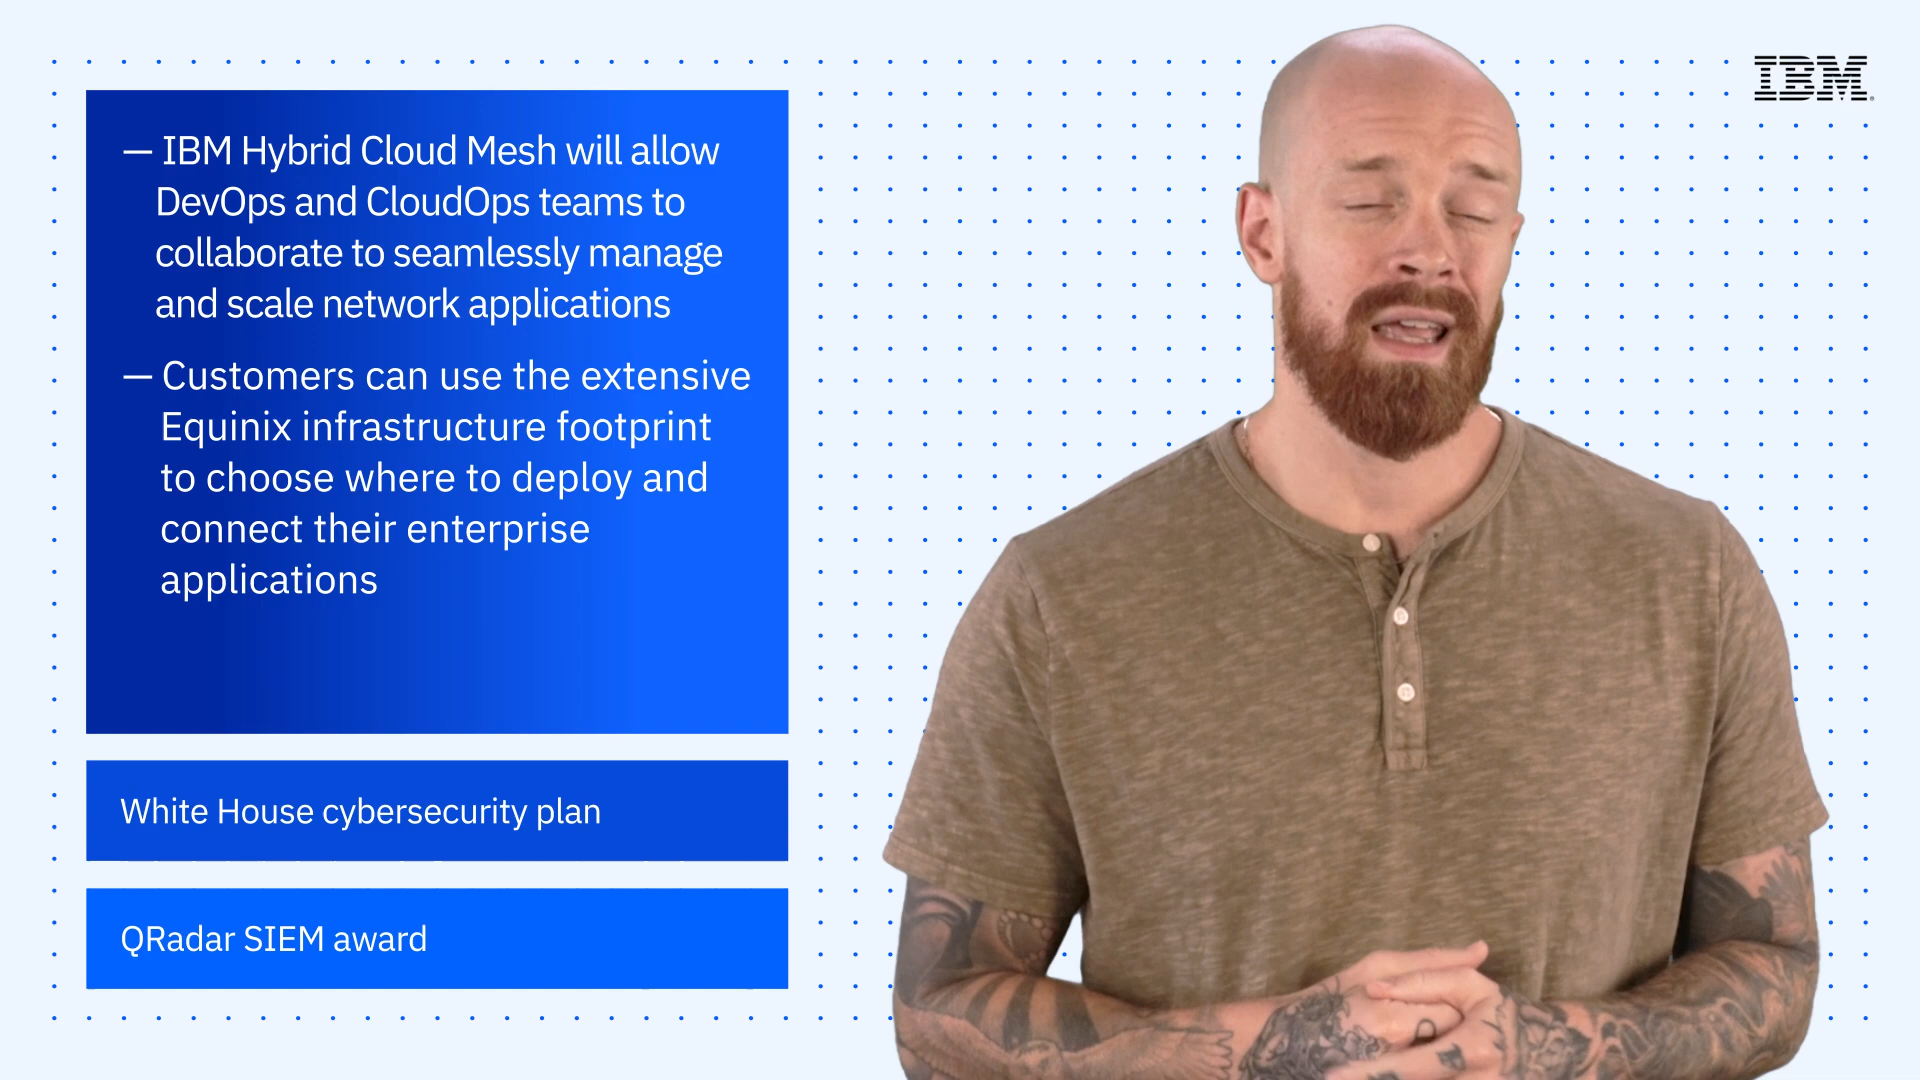 IBM
— IBM Hybrid Cloud Mesh will allow
DevOps and CloudOps teams to
collaborate to seamlessly manage
and scale network applications
— Customers can use the extensive
Equinix infrastructure footprint
to choose where to deploy and
connect their enterprise
applications
White House cybersecurity plan
QRadar SIEM award